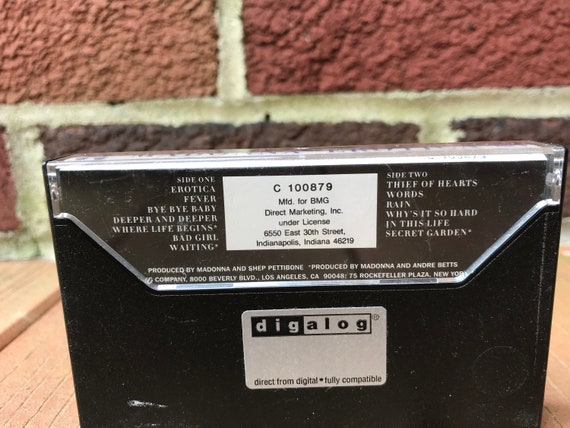 SIDE ONE
EROTICA
FEVER
BYE BYE BABY
DEEPER AND DEEPER
WHERE LIFE BEGINS*
BAD GIRL
WAITING*
C 100879
Mfd. for BMG
Direct Marketing, Inc.
under License
6550 East 30th Street,
Indianapolis, Indiana 46219
SIDE TWO
THIEF OF HEARTS
WORDS
RAIN
WHY'S IT SO HARD
IN THIS LIFE
SECRET GARDEN*
PRODUCED BY MADONNA AND SHEP PETTIBONE *PRODUCED BY MADONNA AND ANDRE BETTS
COMPANY, 8000 BEVERLY BLVD., LOS ANGELES, CA 90048; 75 ROCKEFELLER PLAZA, NEW YORK
digalog®
direct from digital • fully compatible